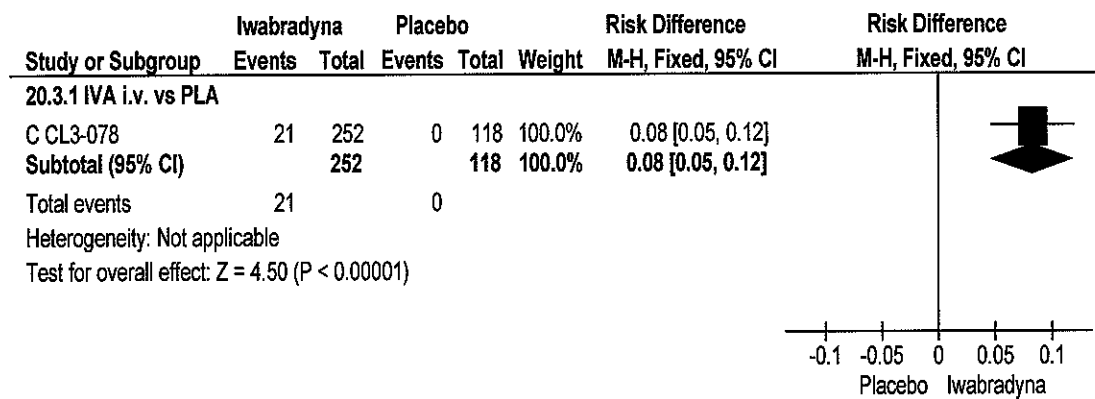 Iwabradyna Placebo Risk Difference Risk Difference
Study or Subgroup Events Total Events Total Weight M-H, Fixed, 95% CI M-H, Fixed, 95% CI
20.3.1 IVA i.v. vs PLA
C CL3-078 21 252 0 118 100.0% 0.08 [0.05, 0.12]
Subtotal (95% CI) 252 118 100.0% 0.08 [0.05, 0.12]
Total events 21 0
Heterogeneity: Not applicable
Test for overall effect: Z = 4.50 (P < 0.00001)
-0.1 -0.05 0 0.05 0.1
Placebo Iwabradyna